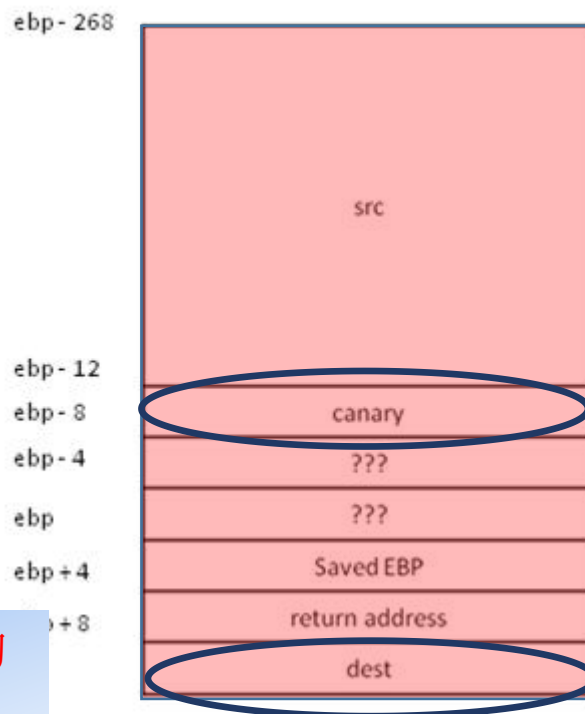 ebp - 268
src
ebp - 12
ebp - 8 canary
ebp - 4 ???
ebp ???
ebp + 4 Saved EBP
+ 8 return address
dest